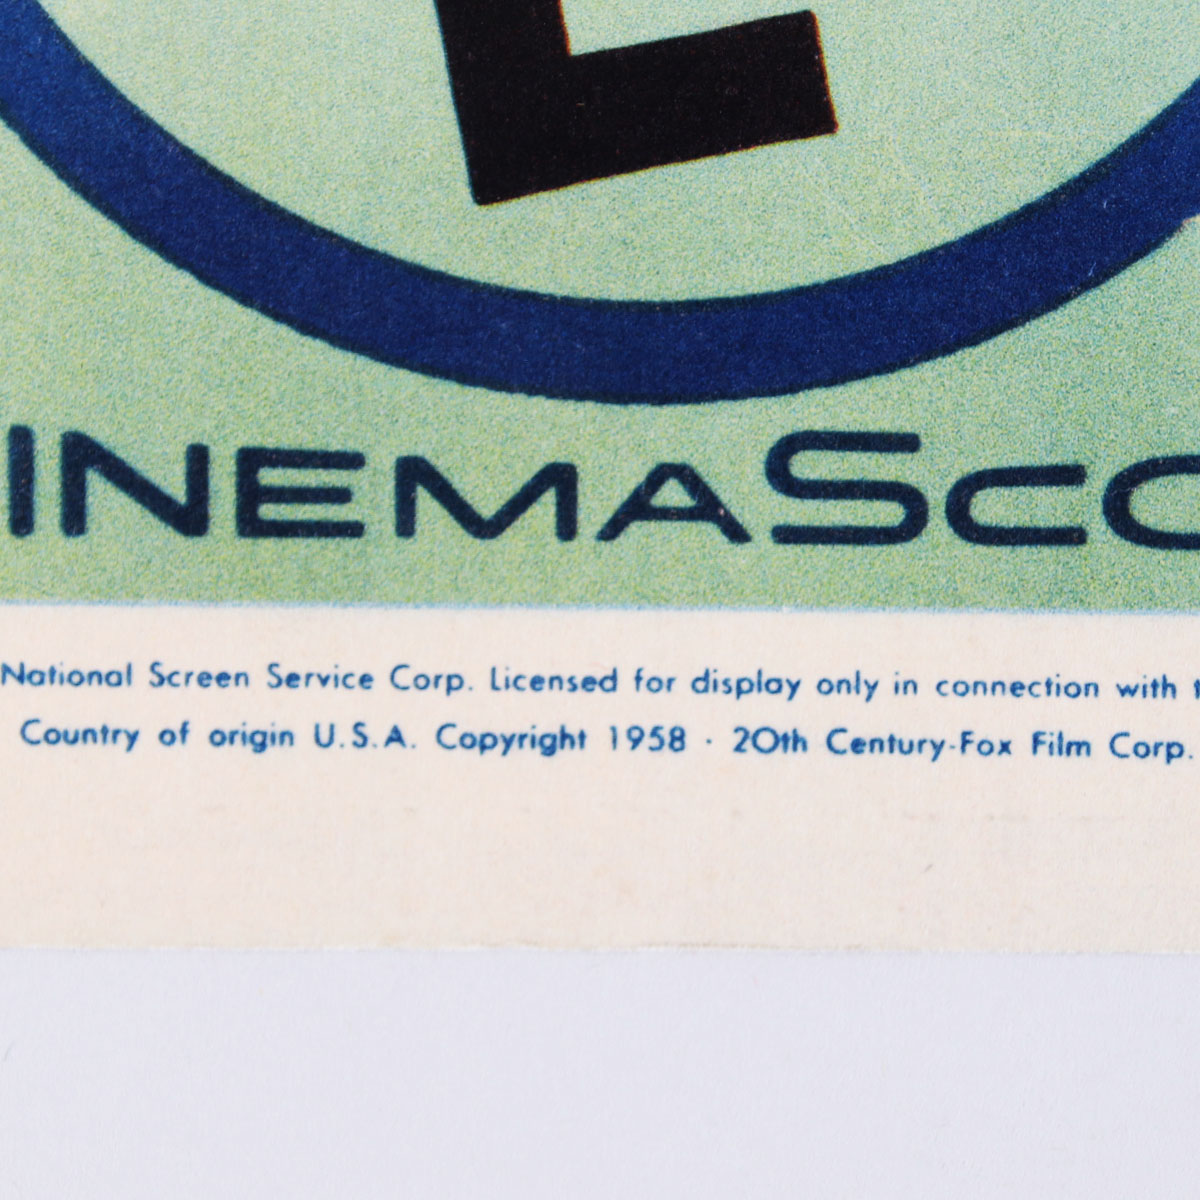 L
INEMASCO
National Screen Service Corp. Licensed for display only in connection with
Country of origin U.S.A. Copyright 1958 · 20th Century-Fox Film Corp.